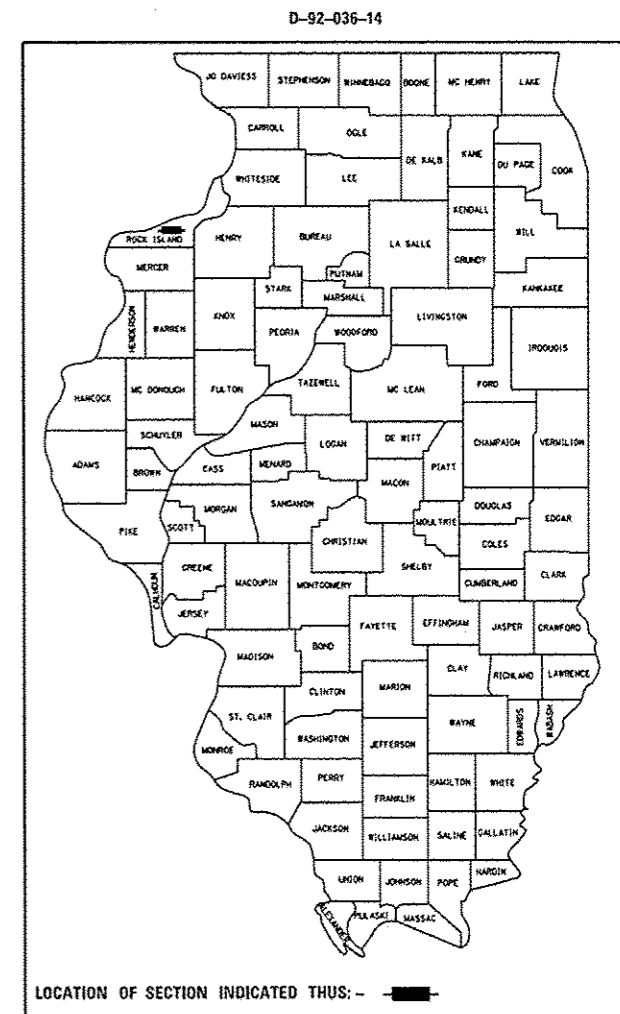 D-92-036-14
JO DAVIESS STEPHENSON WINNEBAGO BOONE MC HENRY LAKE
CARROLL OGLE DE KALB KANE DU PAGE COOK
WHITESIDE LEE
KENDALL WILL
ROCK ISLAND HENRY BUREAU LA SALLE GRUNDY
MERCER PUTNAM KANKAKEE
STARK MARSHALL
HENDERSON WARREN KNOX PEORIA WOODFORD LIVINGSTON IROQUOIS
HANCOCK MC DONOUGH FULTON TAZEWELL MC LEAN FORD
MASON
SCHUYLER LOGAN DE WITT CHAMPAIGN VERMILION
ADAMS BROWN CASS MENARD PIATT
MACON
MORGAN SANGAMON DOUGLAS
PIKE SCOTT MOULTRIE EDGAR
CHRISTIAN COLES
GREENE SHELBY
CALHOUN MACOUPIN MONTGOMERY CUMBERLAND CLARK
JERSEY
FAYETTE EFFINGHAM JASPER CRAWFORD
MADISON BOND
CLAY RICHLAND LAWRENCE
CLINTON MARION
ST. CLAIR WAYNE EDWARDS WABASH
WASHINGTON JEFFERSON
MONROE
RANDOLPH PERRY HAMILTON WHITE
FRANKLIN
JACKSON WILLIAMSON SALINE GALLATIN
UNION JOHNSON POPE HARDIN
ALEXANDER PULASKI MASSAC
LOCATION OF SECTION INDICATED THUS: -